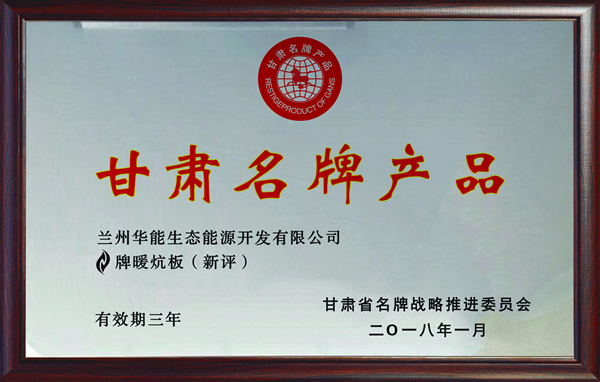 甘肃名牌产品
RESTIGEPRODUCT OF GANS
甘肃名牌产品
兰州华能生态能源开发有限公司
牌暖炕板（新评）
有效期三年
甘肃省名牌战略推进委员会
二〇一八年一月